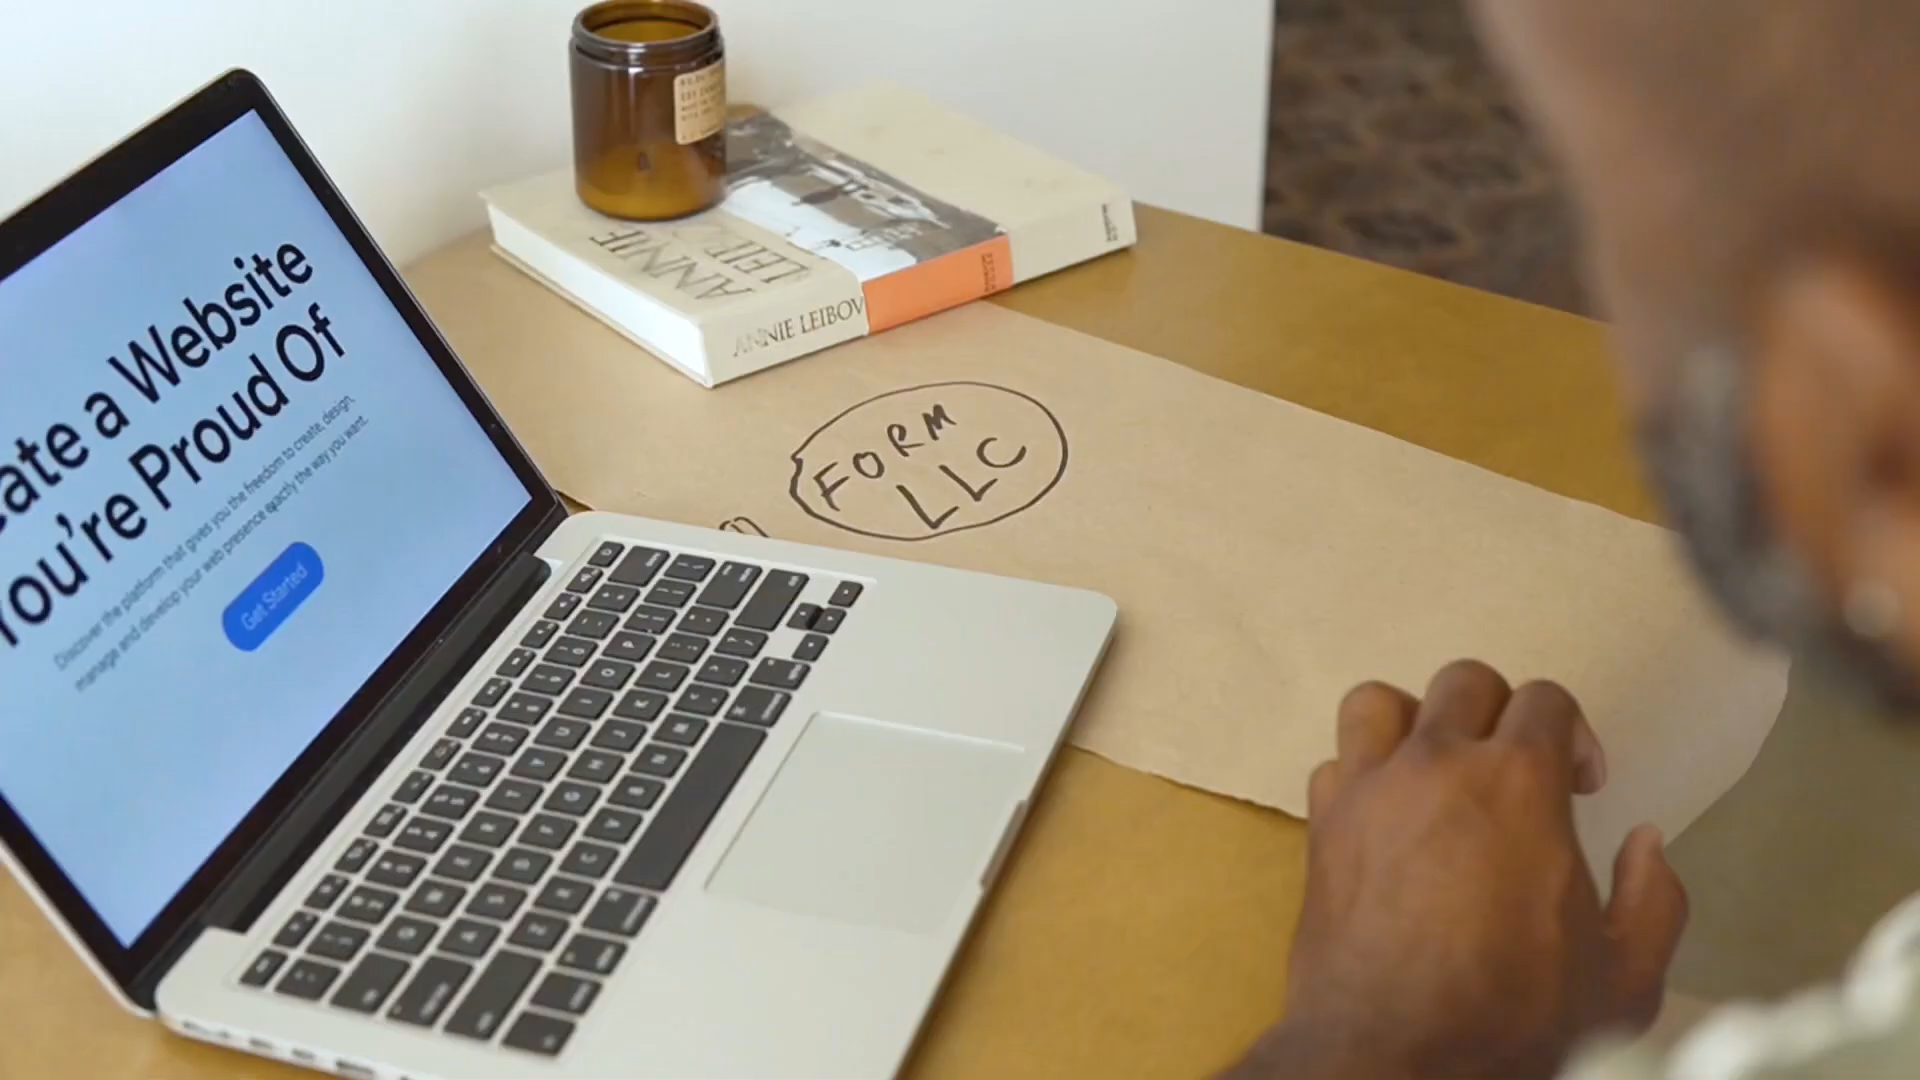 ate a Website
You're Proud Of
Discover the platform that gives you the freedom to create, design,
manage and develop your web presence exactly the way you want.
Get Started
ANNIE
LEIB
ANNIE LEIBOV
FORM
LLC